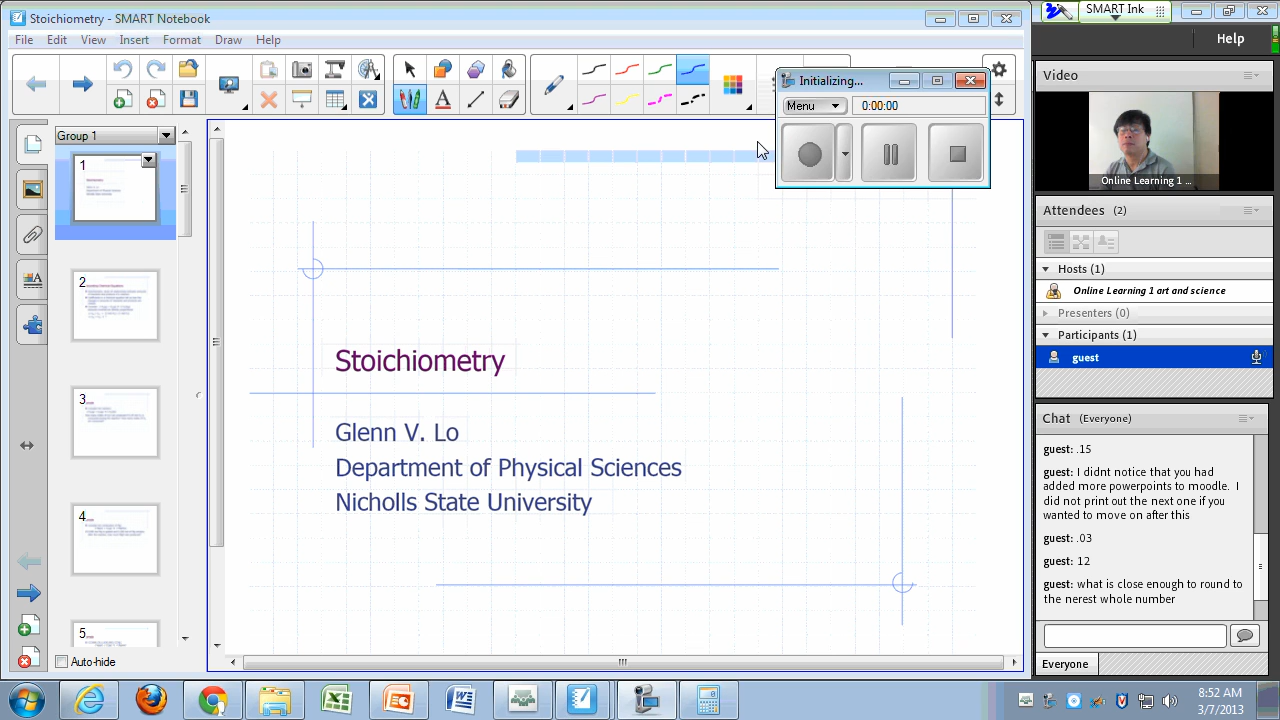 Stoichiometry - SMART Notebook
SMART Ink
File Edit View Insert Format Draw Help
Help
Initializing...
Menu 0:00:00
Video
Online Learning 1 ...
Group 1
1
2
3
4
5
Auto-hide
Stoichiometry
Glenn V. Lo
Department of Physical Sciences
Nicholls State University
Attendees (2)
Hosts (1)
Online Learning 1 art and science
Presenters (0)
Participants (1)
guest
Chat (Everyone)
guest: .15
guest: I didnt notice that you had
added more powerpoints to moodle. I
did not print out the next one if you
wanted to move on after this
guest: .03
guest: 12
guest: what is close enough to round to
the nerest whole number
Everyone
8:52 AM
3/7/2013